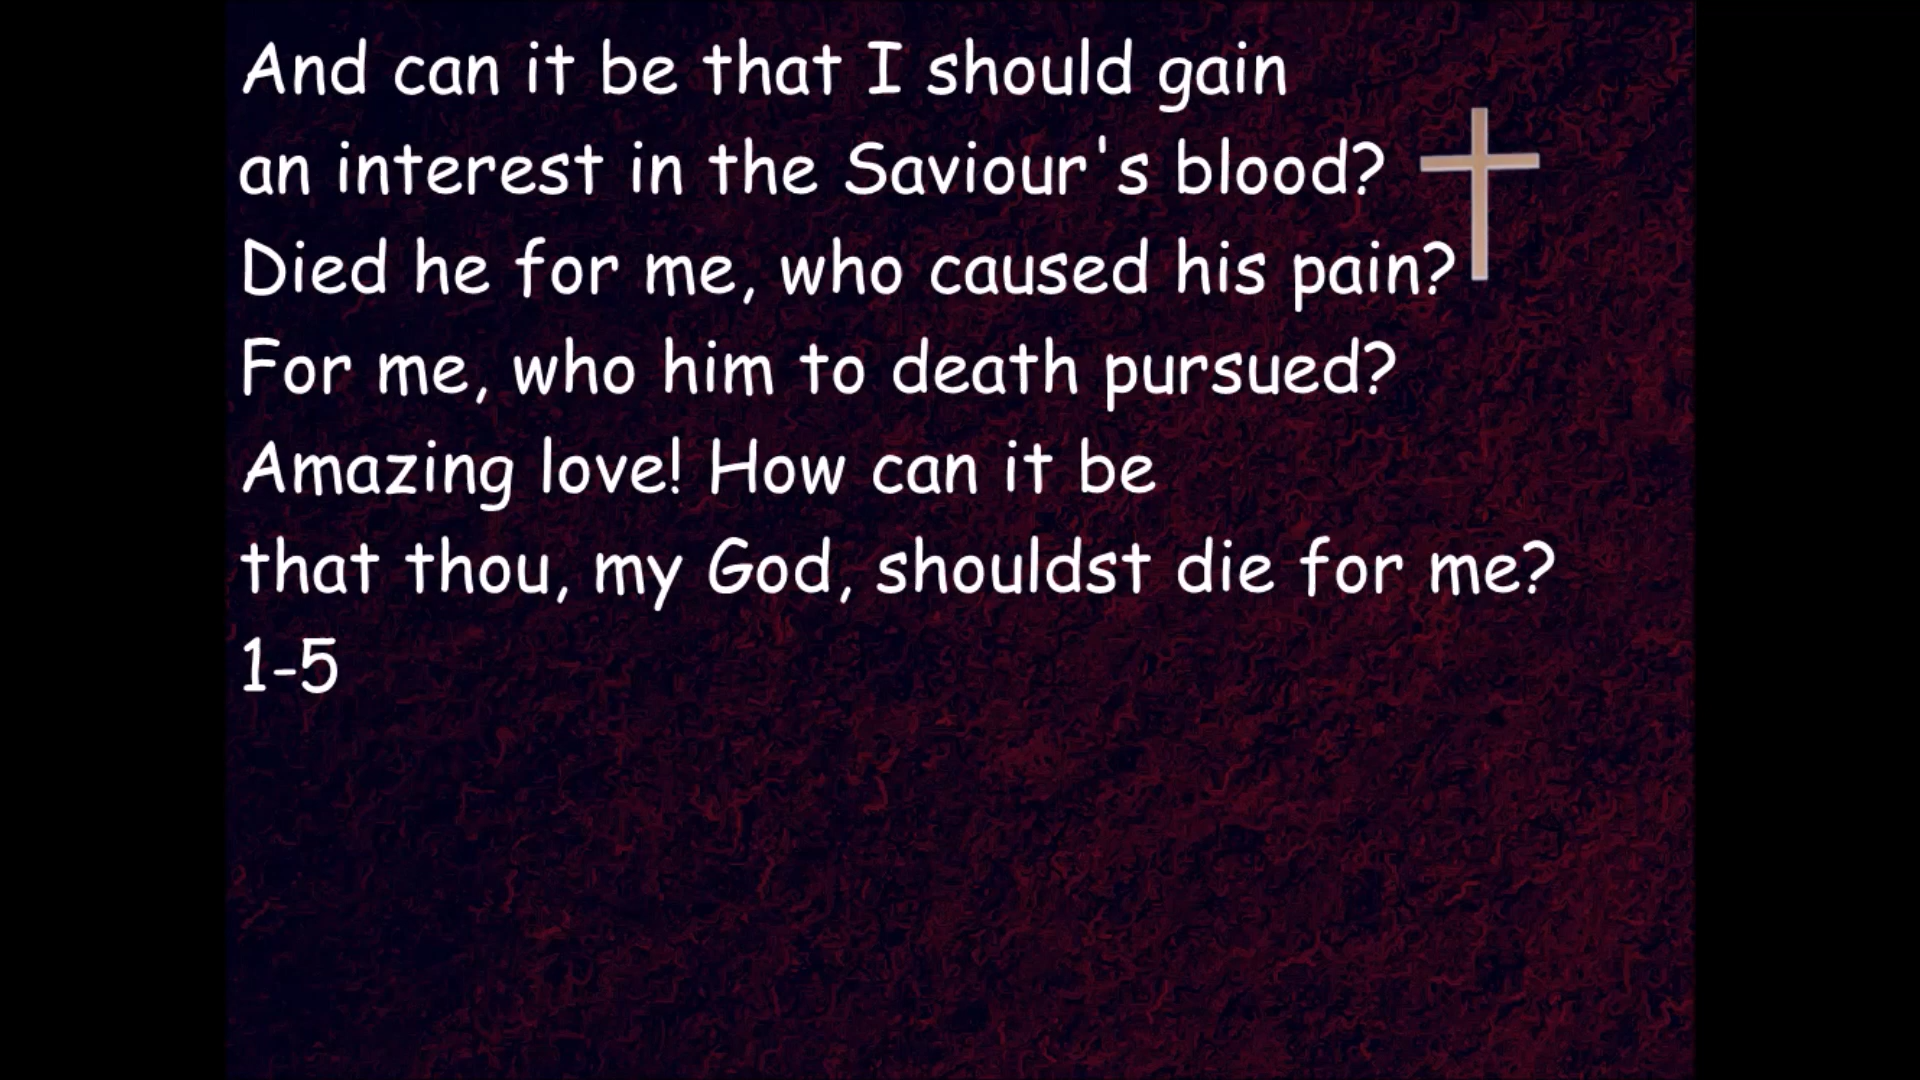 And can it be that I should gain
an interest in the Saviour's blood?
Died he for me, who caused his pain?
For me, who him to death pursued?
Amazing love! How can it be
that thou, my God, shouldst die for me?
1-5